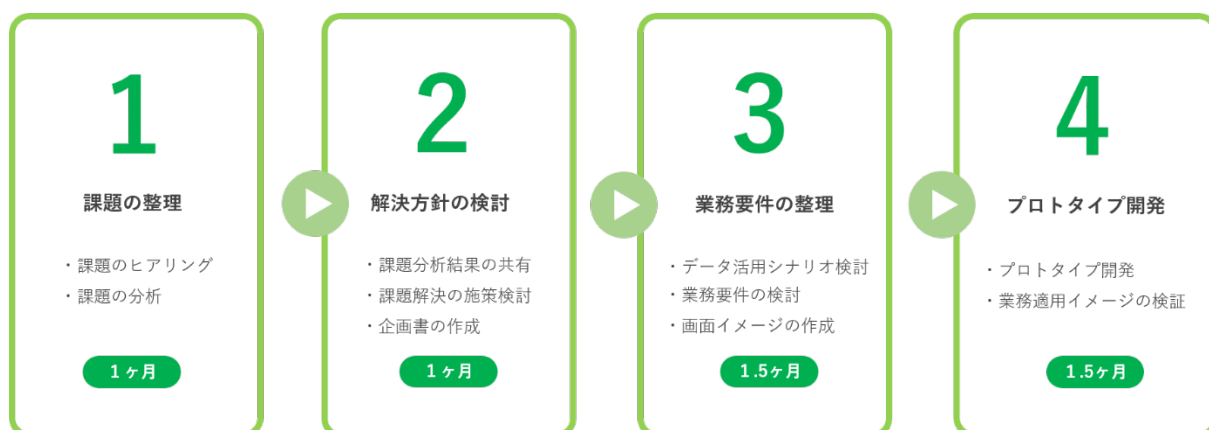 1
課題の整理
・課題のヒアリング
・課題の分析
1ヶ月
2
解決方針の検討
・課題分析結果の共有
・課題解決の施策検討
・企画書の作成
1ヶ月
3
業務要件の整理
・データ活用シナリオ検討
・業務要件の検討
・画面イメージの作成
1.5ヶ月
4
プロトタイプ開発
・プロトタイプ開発
・業務適用イメージの検証
1.5ヶ月